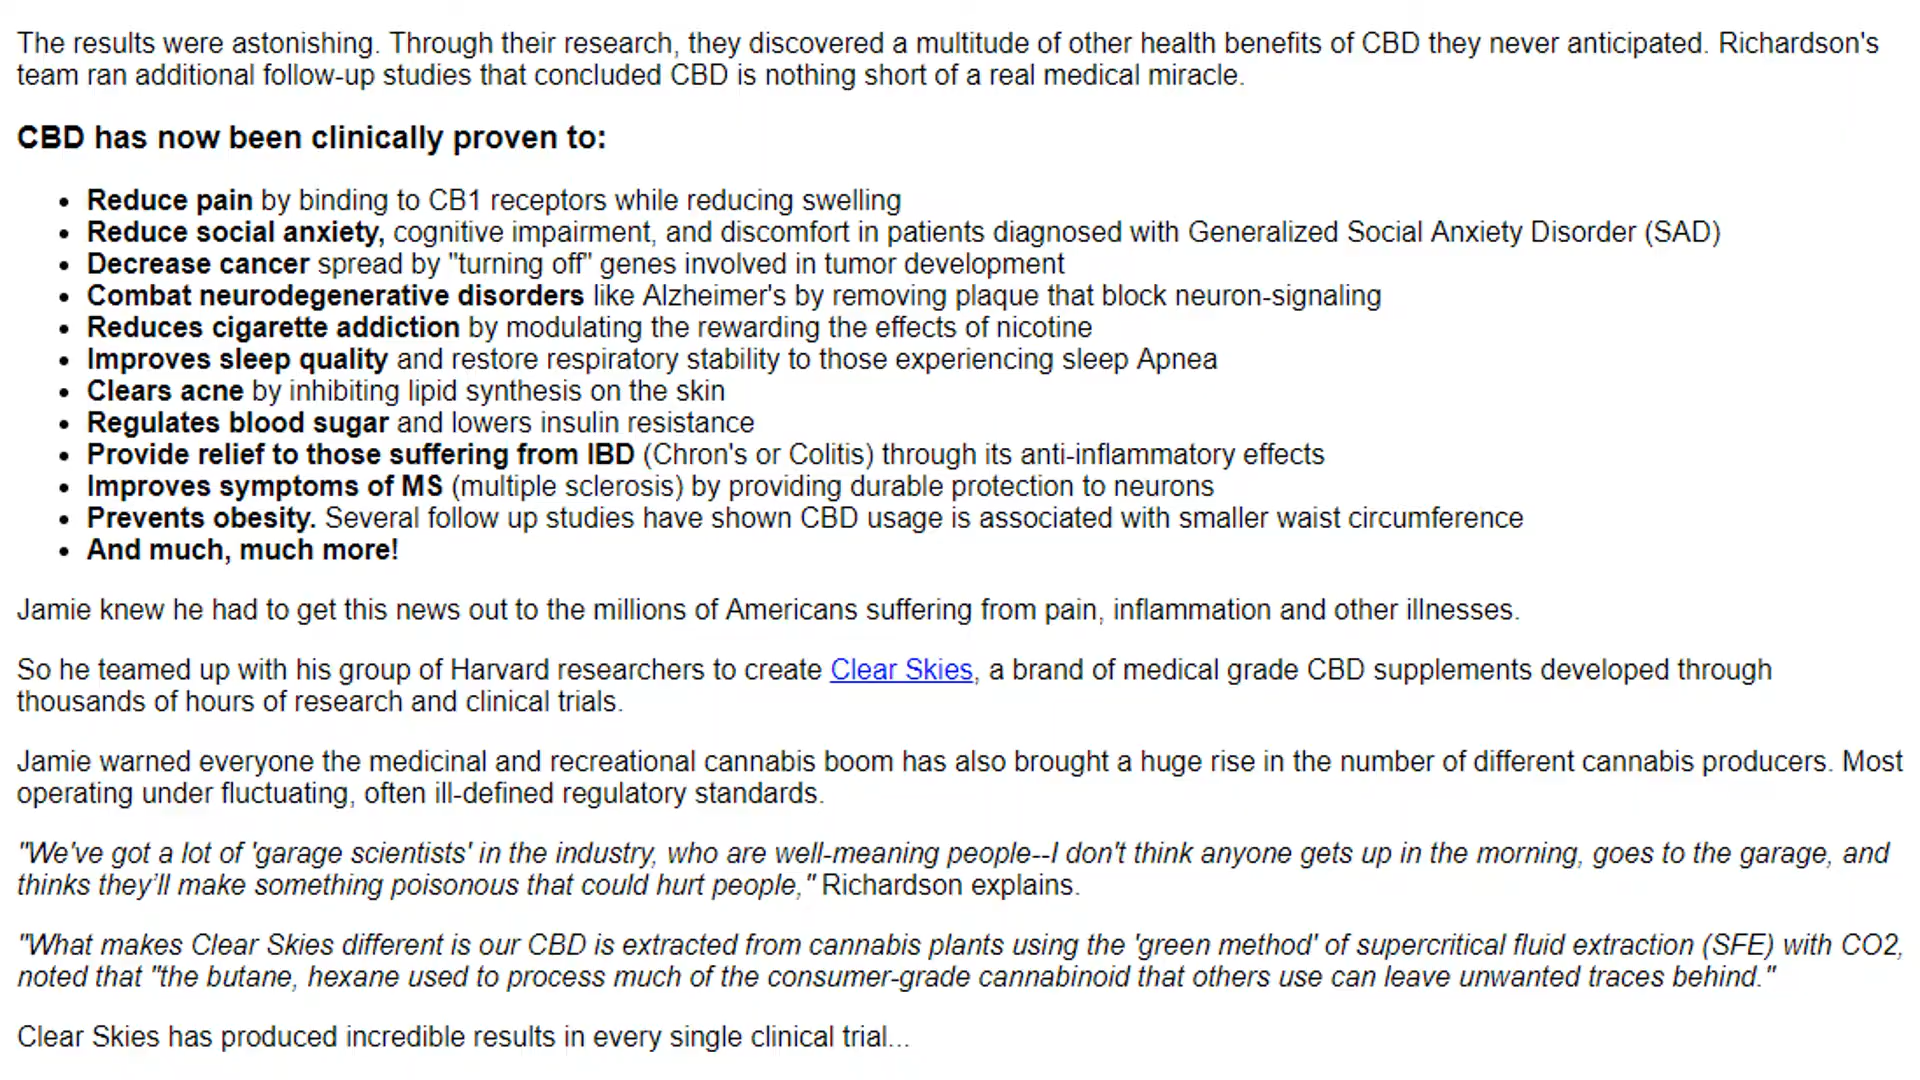 The results were astonishing. Through their research, they discovered a multitude of other health benefits of CBD they never anticipated. Richardson's
team ran additional follow-up studies that concluded CBD is nothing short of a real medical miracle.
CBD has now been clinically proven to:
• Reduce pain by binding to CB1 receptors while reducing swelling
• Reduce social anxiety, cognitive impairment, and discomfort in patients diagnosed with Generalized Social Anxiety Disorder (SAD)
• Decrease cancer spread by "turning off" genes involved in tumor development
• Combat neurodegenerative disorders like Alzheimer's by removing plaque that block neuron-signaling
• Reduces cigarette addiction by modulating the rewarding the effects of nicotine
• Improves sleep quality and restore respiratory stability to those experiencing sleep Apnea
• Clears acne by inhibiting lipid synthesis on the skin
• Regulates blood sugar and lowers insulin resistance
• Provide relief to those suffering from IBD (Chron's or Colitis) through its anti-inflammatory effects
• Improves symptoms of MS (multiple sclerosis) by providing durable protection to neurons
• Prevents obesity. Several follow up studies have shown CBD usage is associated with smaller waist circumference
• And much, much more!
Jamie knew he had to get this news out to the millions of Americans suffering from pain, inflammation and other illnesses.
So he teamed up with his group of Harvard researchers to create Clear Skies, a brand of medical grade CBD supplements developed through
thousands of hours of research and clinical trials.
Jamie warned everyone the medicinal and recreational cannabis boom has also brought a huge rise in the number of different cannabis producers. Most
operating under fluctuating, often ill-defined regulatory standards.
"We've got a lot of 'garage scientists' in the industry, who are well-meaning people--I don't think anyone gets up in the morning, goes to the garage, and
thinks they’ll make something poisonous that could hurt people," Richardson explains.
"What makes Clear Skies different is our CBD is extracted from cannabis plants using the 'green method' of supercritical fluid extraction (SFE) with CO2,
noted that "the butane, hexane used to process much of the consumer-grade cannabinoid that others use can leave unwanted traces behind."
Clear Skies has produced incredible results in every single clinical trial...